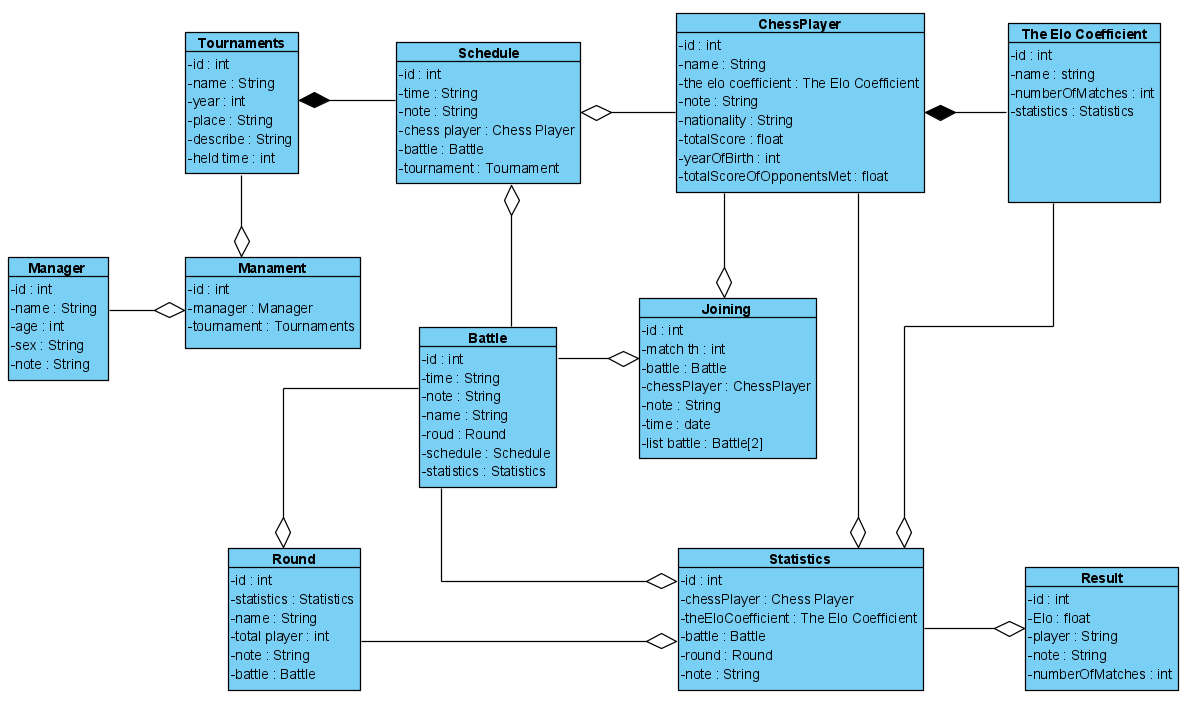 Tournaments
-id : int
-name : String
-year : int
-place : String
-describe : String
-held time : int
Schedule
-id : int
-time : String
-note : String
-chess player : Chess Player
-battle : Battle
-tournament : Tournament
ChessPlayer
-id : int
-name : String
-the elo coefficient : The Elo Coefficient
-note : String
-nationality : String
-totalScore : float
-yearOfBirth : int
-totalScoreOfOpponentsMet : float
The Elo Coefficient
-id : int
-name : string
-numberOfMatches : int
-statistics : Statistics
Manager
-id : int
-name : String
-age : int
-sex : String
-note : String
Manament
-id : int
-manager : Manager
-tournament : Tournaments
Battle
-id : int
-time : String
-note : String
-name : String
-roud : Round
-schedule : Schedule
-statistics : Statistics
Joining
-id : int
-match th : int
-battle : Battle
-chessPlayer : ChessPlayer
-note : String
-time : date
-list battle : Battle[2]
Round
-id : int
-statistics : Statistics
-name : String
-total player : int
-note : String
-battle : Battle
Statistics
-id : int
-chessPlayer : Chess Player
-theEloCoefficient : The Elo Coefficient
-battle : Battle
-round : Round
-note : String
Result
-id : int
-Elo : float
-player : String
-note : String
-numberOfMatches : int